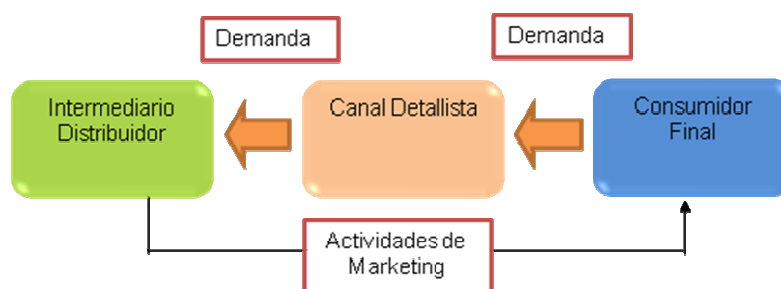 Demanda
Demanda
Intermediario
Distribuidor
Canal Detallista
Consumidor
Final
Actividades de
Marketing